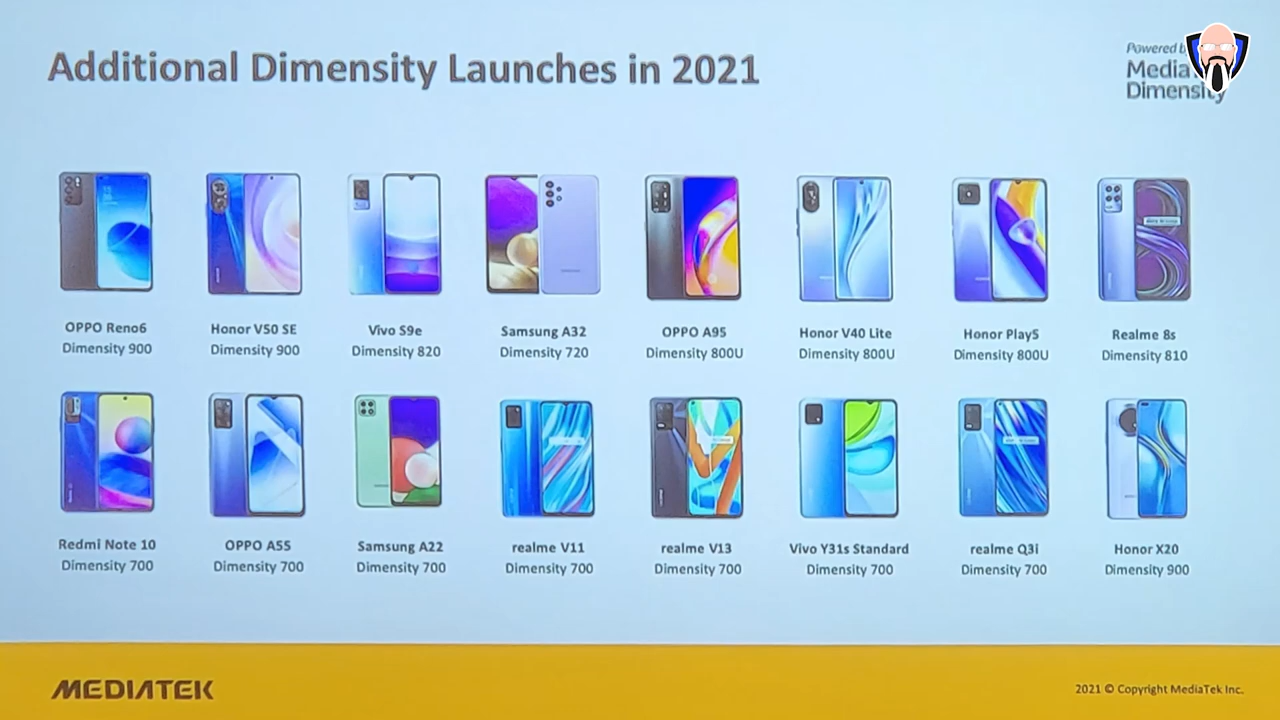 Additional Dimensity Launches in 2021
Powered b
Media
Dimensity
OPPO Reno6
Dimensity 900
Honor V50 SE
Dimensity 900
Vivo S9e
Dimensity 820
Samsung A32
Dimensity 720
OPPO A95
Dimensity 800U
Honor V40 Lite
Dimensity 800U
Honor Play5
Dimensity 800U
Realme 8s
Dimensity 810
Redmi Note 10
Dimensity 700
OPPO A55
Dimensity 700
Samsung A22
Dimensity 700
realme V11
Dimensity 700
realme V13
Dimensity 700
Vivo Y31s Standard
Dimensity 700
realme Q3i
Dimensity 700
Honor X20
Dimensity 900
MEDIATEK
2021 © Copyright MediaTek Inc.